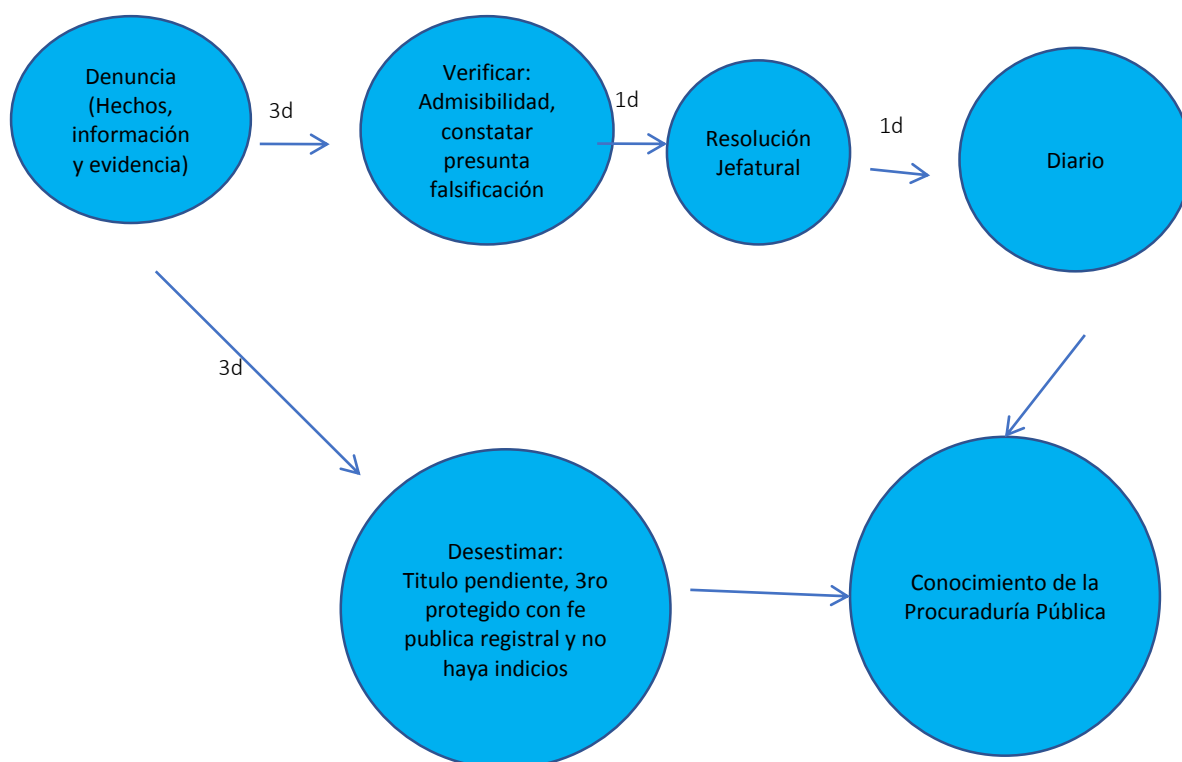 Denuncia
(Hechos,
información
y evidencia)
3d
Verificar:
Admisibilidad,
constatar
presunta
falsificación
1d
Resolución
Jefatural
1d
Diario
3d
Desestimar:
Titulo pendiente, 3ro
protegido con fe
publica registral y no
haya indicios
Conocimiento de la
Procuraduría Pública